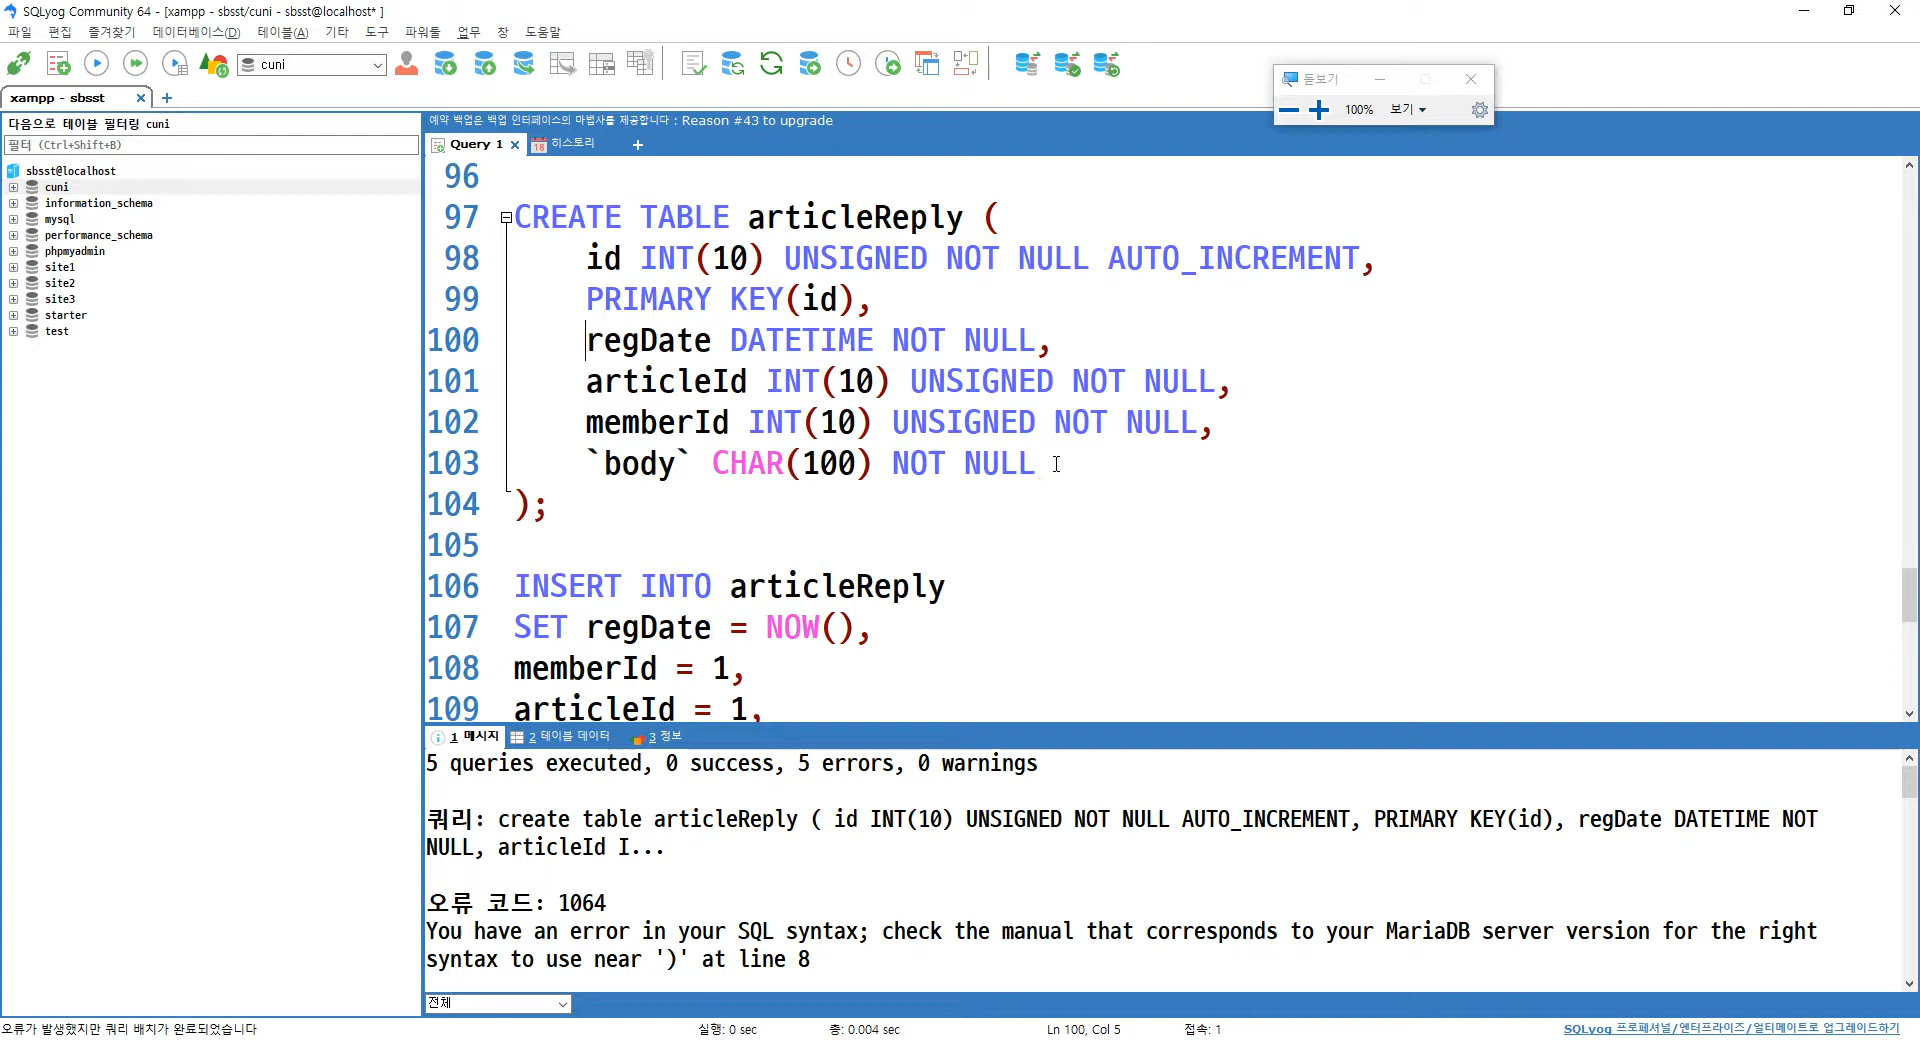 SQLyog Community 64 - [xampp - sbsst/cuni - sbsst@localhost* ]
파일 편집 즐겨찾기 데이터베이스(D) 테이블(A) 기타 도구 파워툴 업무 창 도움말
cuni
돋보기
100% 보기
xampp - sbsst
다음으로 테이블 필터링 cuni
필터 (Ctrl+Shift+B)
sbsst@localhost
cuni
information_schema
mysql
performance_schema
phpmyadmin
site1
site2
site3
starter
test
예약 백업은 백업 인터페이스의 마법사를 제공합니다 : Reason #43 to upgrade
Query 1 18 히스토리
96
97 CREATE TABLE articleReply (
98 id INT(10) UNSIGNED NOT NULL AUTO_INCREMENT,
99 PRIMARY KEY(id),
100 regDate DATETIME NOT NULL,
101 articleId INT(10) UNSIGNED NOT NULL,
102 memberId INT(10) UNSIGNED NOT NULL,
103 `body` CHAR(100) NOT NULL
104 );
105
106 INSERT INTO articleReply
107 SET regDate = NOW(),
108 memberId = 1,
109 articleId = 1,
1 메시지 2 테이블 데이터 3 정보
5 queries executed, 0 success, 5 errors, 0 warnings
쿼리: create table articleReply ( id INT(10) UNSIGNED NOT NULL AUTO_INCREMENT, PRIMARY KEY(id), regDate DATETIME NOT
NULL, articleId I...
오류 코드: 1064
You have an error in your SQL syntax; check the manual that corresponds to your MariaDB server version for the right
syntax to use near ')' at line 8
전체
오류가 발생했지만 쿼리 배치가 완료되었습니다 실행: 0 sec 총: 0.004 sec Ln 100, Col 5 접속: 1 SQLyog 프로페셔널/엔터프라이즈/얼티메이트로 업그레이드하기